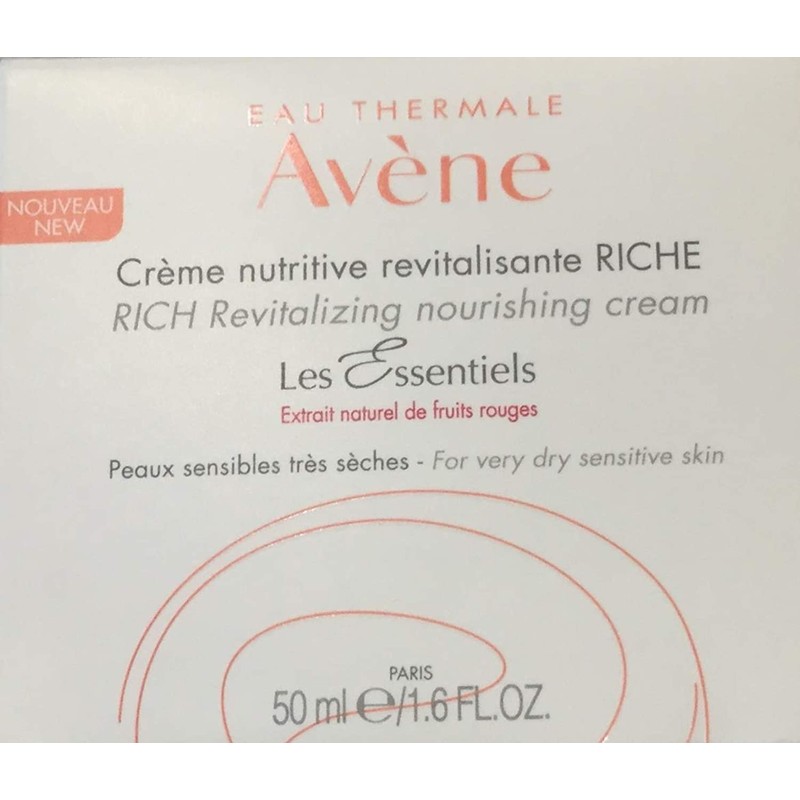 EAU THERMALE
Avène
NOUVEAU
NEW
Crème nutritive revitalisante RICHE
RICH Revitalizing nourishing cream
Les Essentiels
Extrait naturel de fruits rouges
Peaux sensibles très sèches - For very dry sensitive skin
PARIS
50 ml ℮/1.6 FL.OZ.